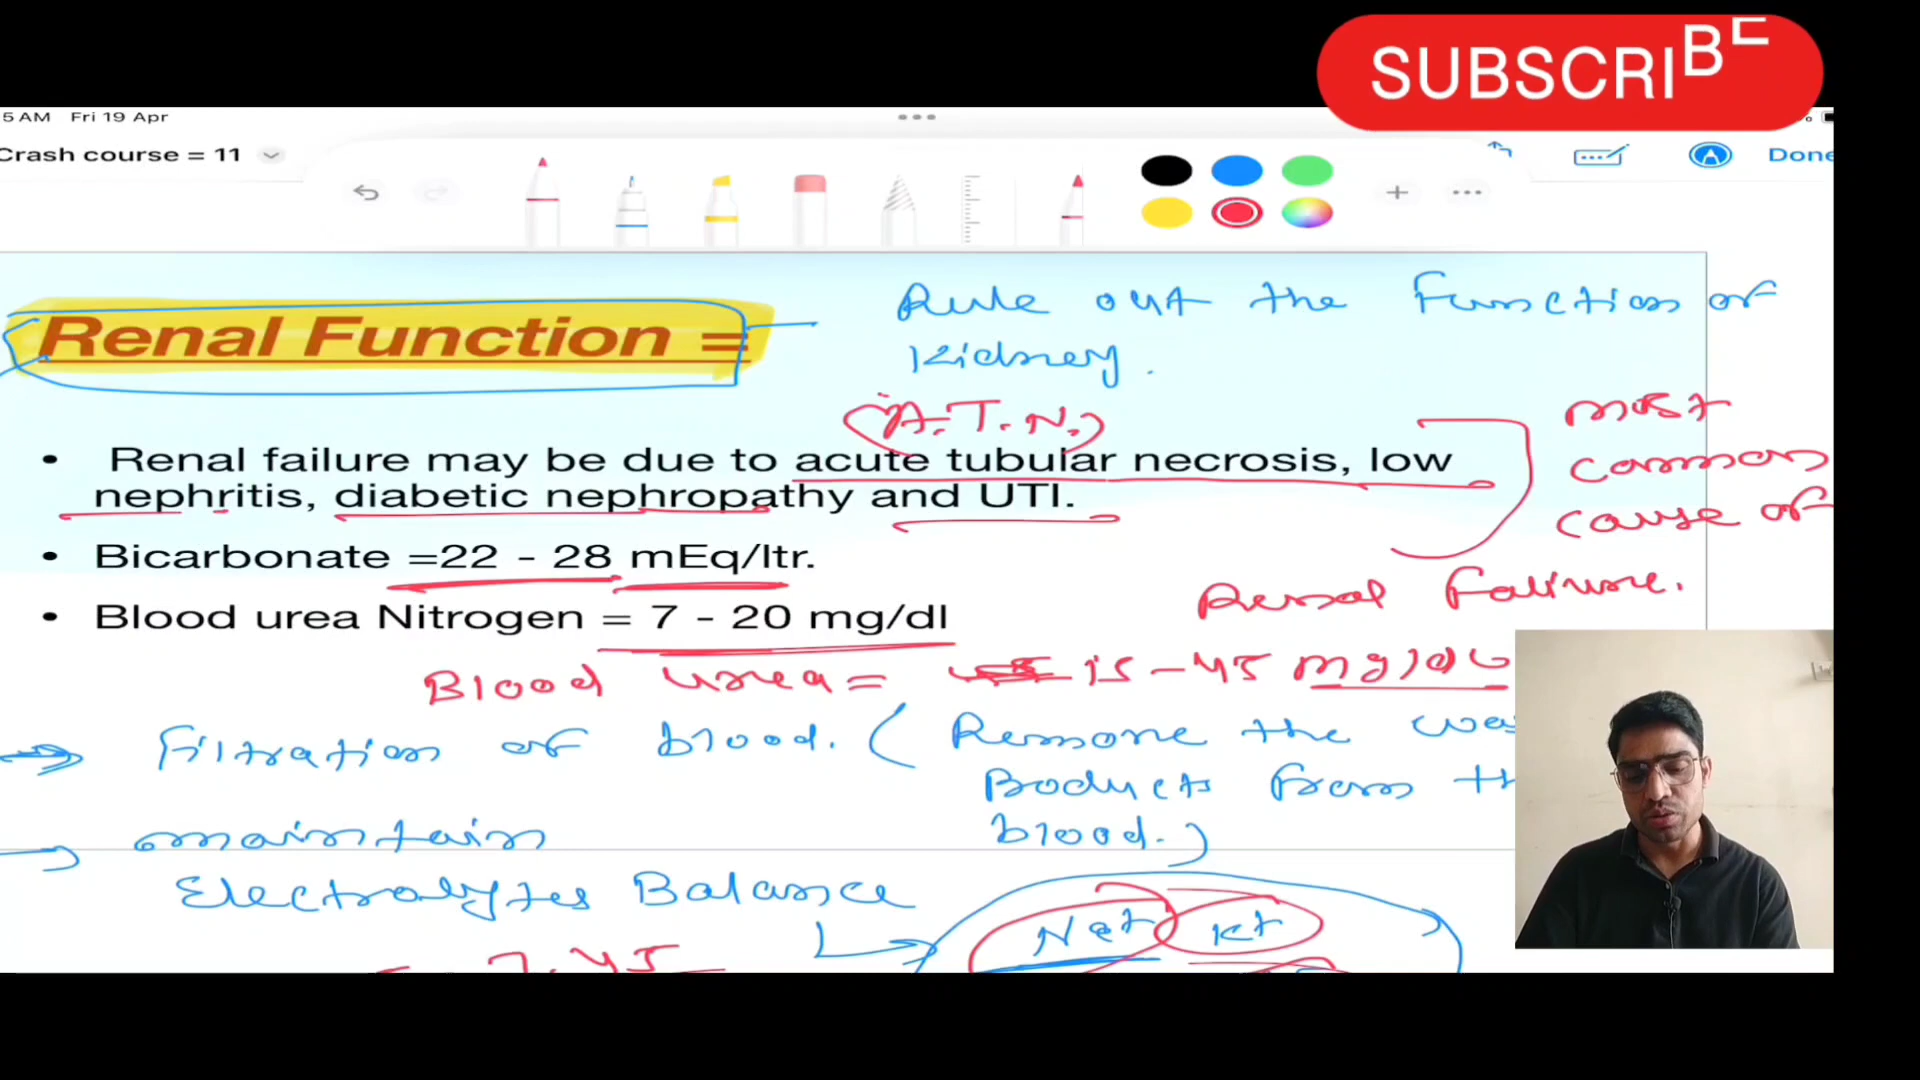 SUBSCRIBE
5 AM Fri 19 Apr
Crash course = 11
Done
Renal Function =
Rule out the Function of
Kidney.
(A.T.N.)
Renal failure may be due to acute tubular necrosis, low
nephritis, diabetic nephropathy and UTI.
most
common
cause of
Renal Failure.
Bicarbonate =22 - 28 mEq/ltr.
Blood urea Nitrogen = 7 - 20 mg/dl
Blood urea = 15 - 45 mg/dl
Filtration of blood. (Remove the
Products from
blood.)
maintain
Electrolytes Balance
Na+ K+
7.45